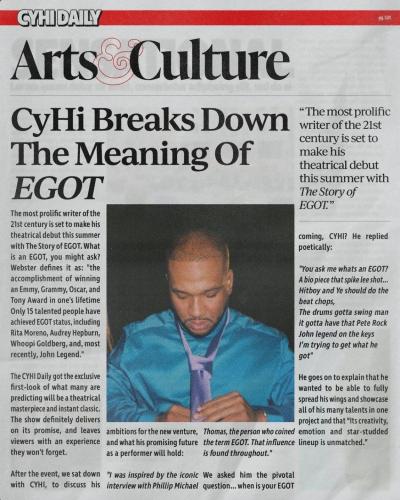 CYHI DAILY
Arts&Culture
CyHi Breaks Down
The Meaning Of
EGOT
The most prolific writer of the
21st century is set to make his
theatrical debut this summer
with The Story of EGOT. What
is an EGOT, you might ask?
Webster defines it as: "the
accomplishment of winning
an Emmy, Grammy, Oscar, and
Tony Award in one's lifetime
Only 15 talented people have
achieved EGOT status, including
Rita Moreno, Audrey Hepburn,
Whoopi Goldberg, and, most
recently, John Legend."
The CYHI Daily got the exclusive
first-look of what many are
predicting will be a theatrical
masterpiece and instant classic.
The show definitely delivers
on its promise, and leaves
viewers with an experience
they won't forget.
After the event, we sat down
with CYHI, to discuss his
ambitions for the new venture,
and what his promising future
as a performer will hold:
"I was inspired by the iconic
interview with Phillip Michael
Thomas, the person who coined
the term EGOT. That influence
is found throughout."
We asked him the pivotal
question... when is your EGOT
"The most prolific
writer of the 21st
century is set to
make his
theatrical debut
this summer with
The Story of
EGOT."
coming, CYHI? He replied
poetically:
"You ask me whats an EGOT?
A bio piece that spike lee shot...
Hitboy and Ye should do the
beat chops,
The drums gotta swing man
it gotta have that Pete Rock
John Legend on the keys
I'm trying to get what he
got"
He goes on to explain that he
wanted to be able to fully
spread his wings and showcase
all of his many talents in one
project and that "Its creativity,
emotion and star-studded
lineup is unmatched."